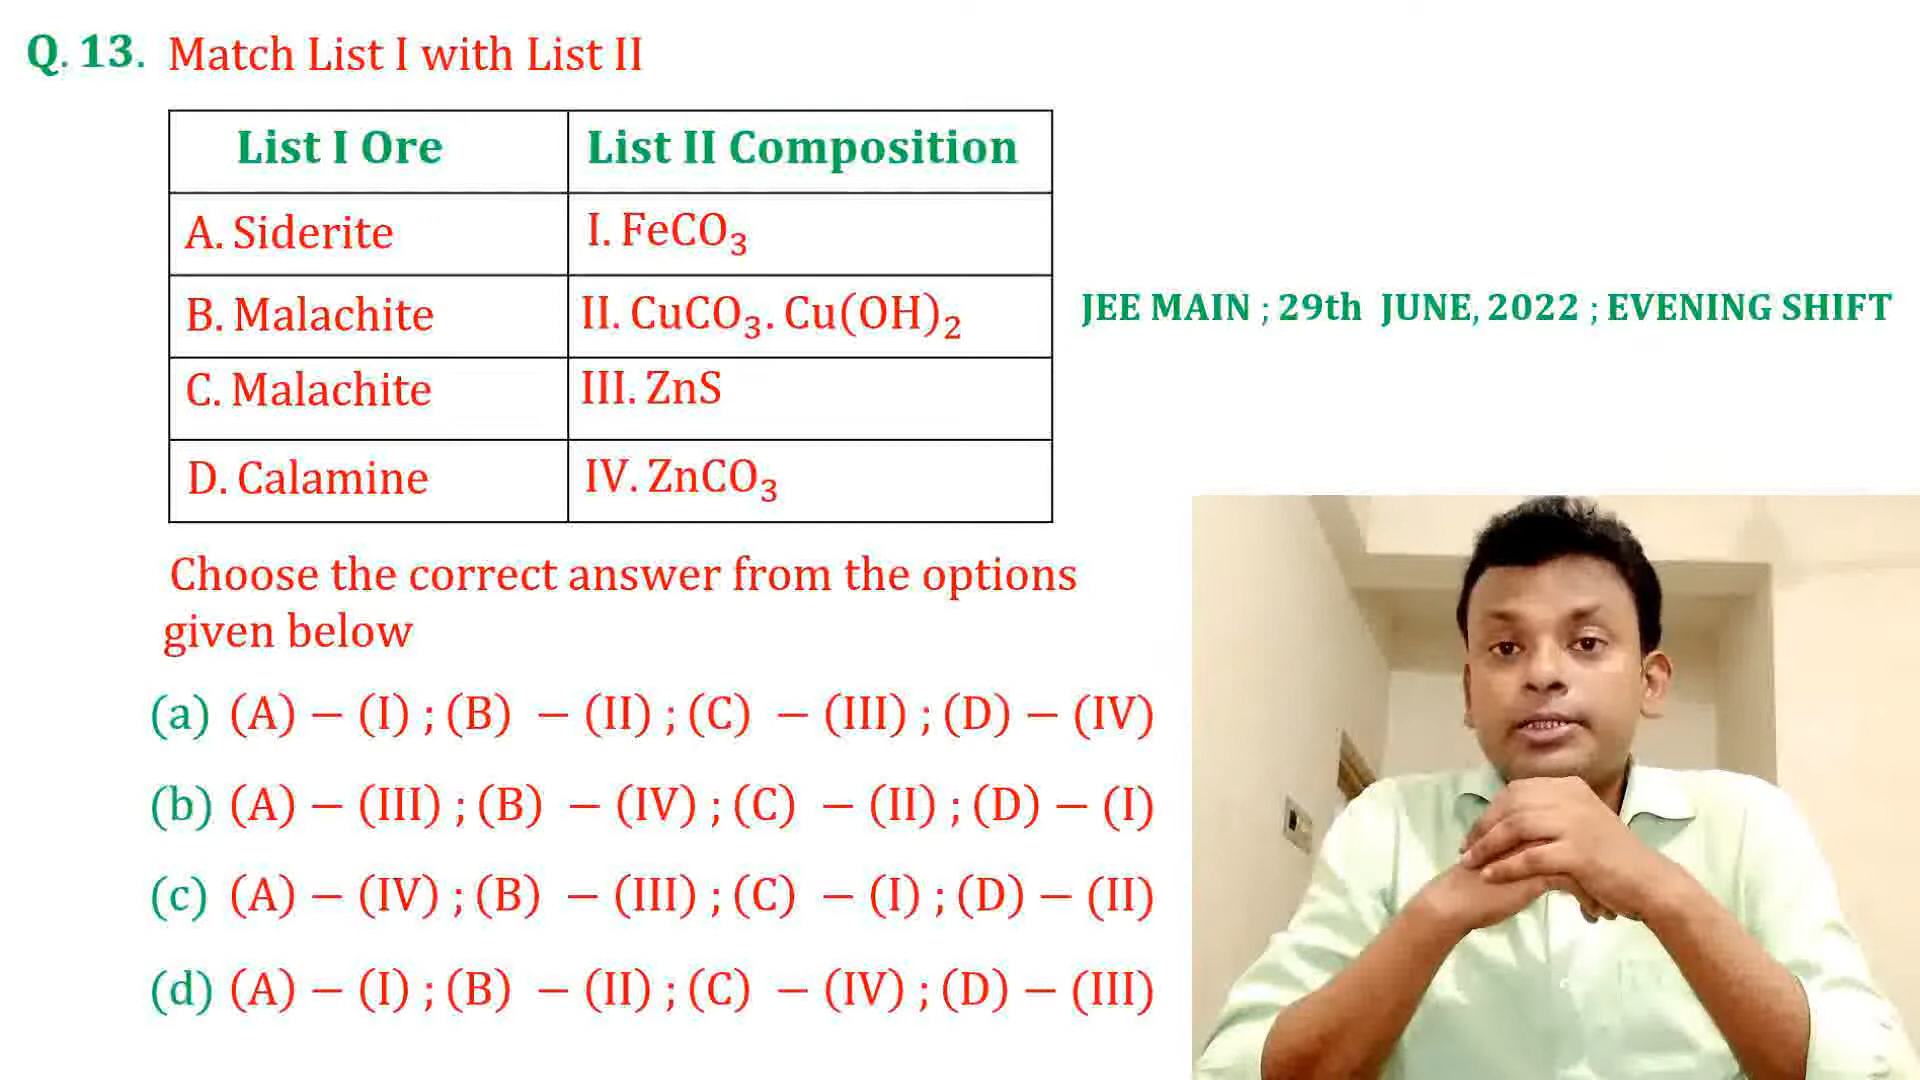 Q. 13. Match List I with List II
List I Ore
List II Composition
A. Siderite
I. FeCO₃
B. Malachite
II. CuCO₃. Cu(OH)₂
C. Malachite
III. ZnS
D. Calamine
IV. ZnCO₃
JEE MAIN ; 29th JUNE, 2022 ; EVENING SHIFT
Choose the correct answer from the options
given below
(a) (A) − (I) ; (B) − (II) ; (C) − (III) ; (D) − (IV)
(b) (A) − (III) ; (B) − (IV) ; (C) − (II) ; (D) − (I)
(c) (A) − (IV) ; (B) − (III) ; (C) − (I) ; (D) − (II)
(d) (A) − (I) ; (B) − (II) ; (C) − (IV) ; (D) − (III)